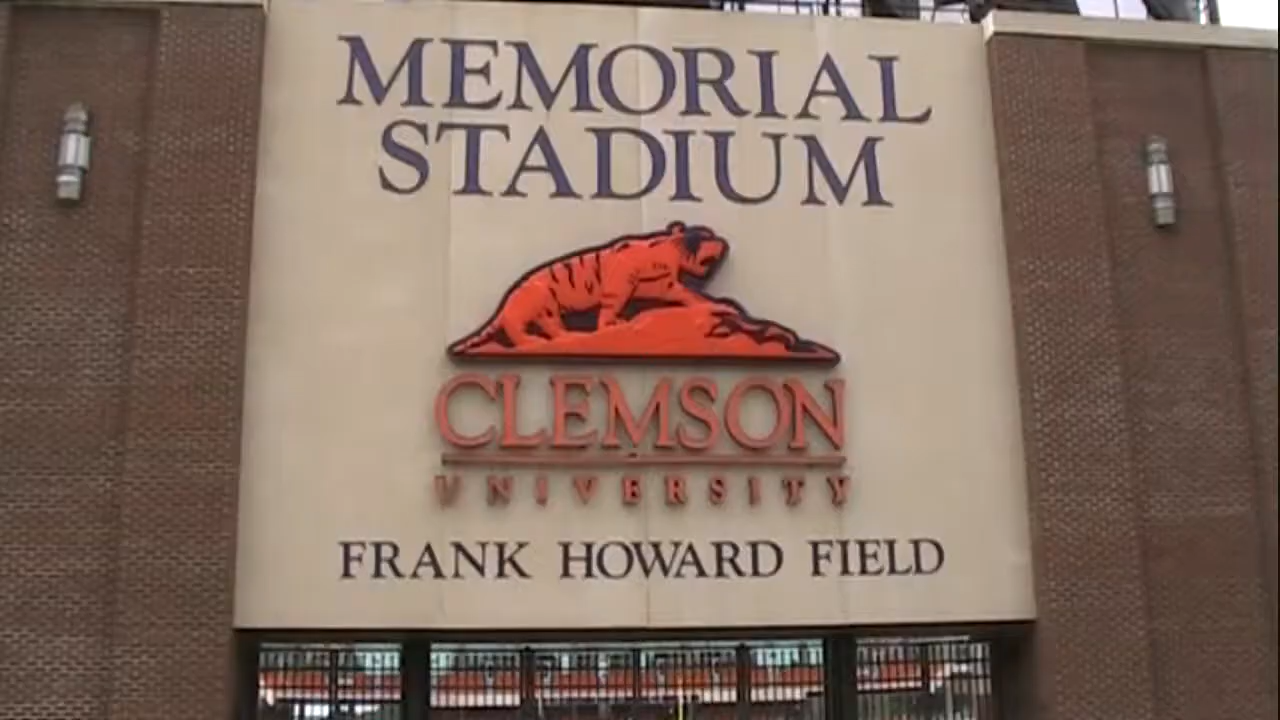 MEMORIAL
STADIUM
CLEMSON
UNIVERSITY
FRANK HOWARD FIELD